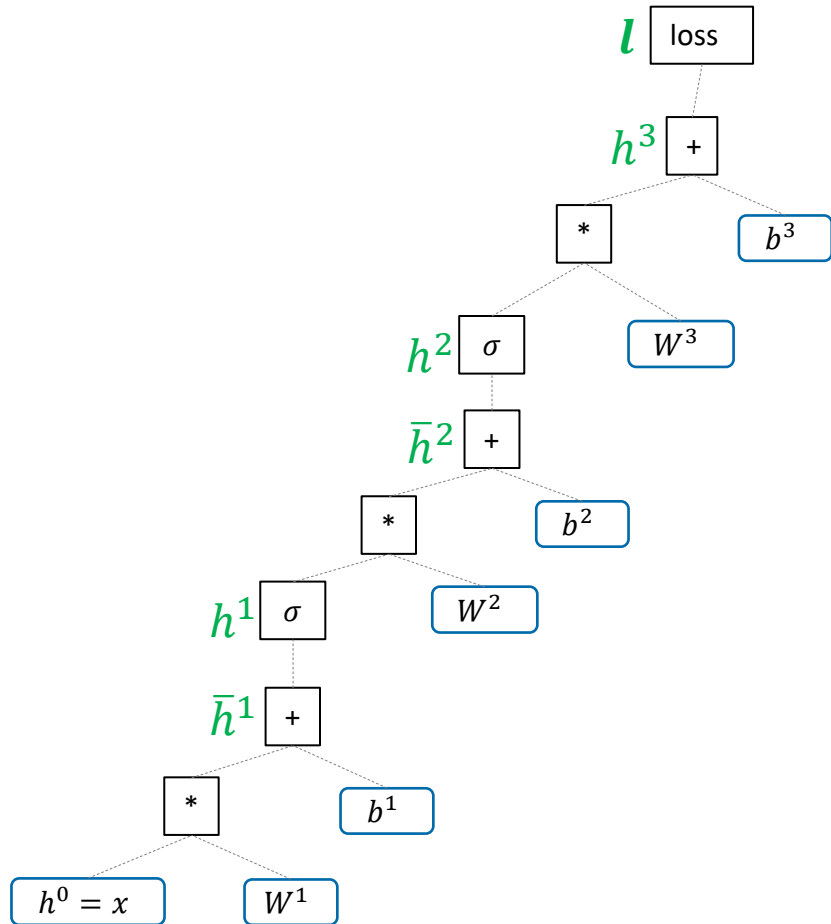 l loss
h³ +
* b³
h² σ W³
h̅² +
* b²
h¹ σ W²
h̅¹ +
* b¹
h⁰ = x W¹